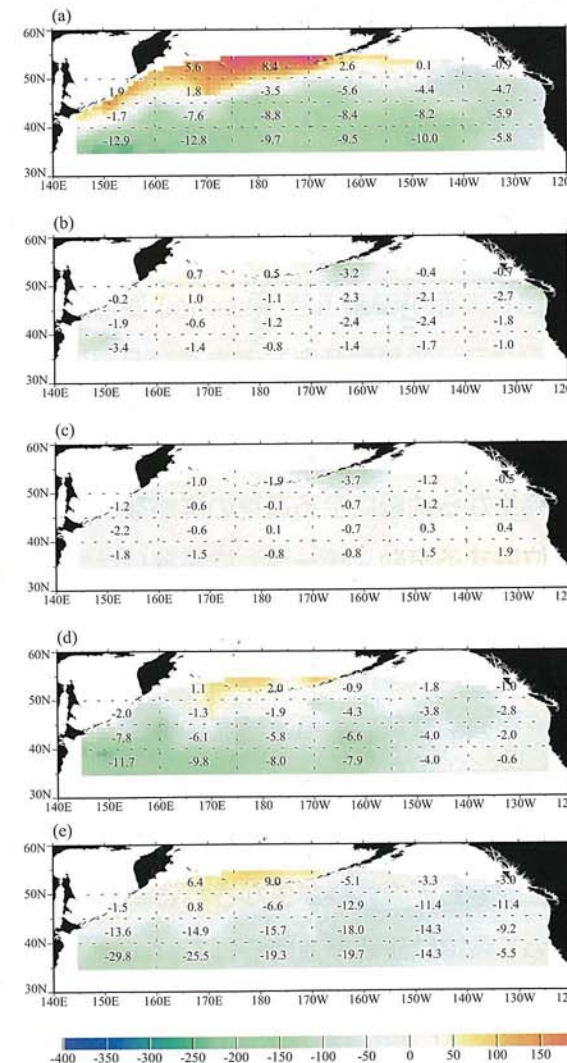 (a)
60N
5.6 8.4 2.6 0.1 -0.9
50N
1.9 1.8 -3.5 -5.6 -4.4 -4.7
-1.7 -7.6 -8.8 -8.4 -8.2 -5.9
40N
-12.9 -12.8 -9.7 -9.5 -10.0 -5.8
30N
140E 150E 160E 170E 180 170W 160W 150W 140W 130W 120
(b)
60N
0.7 0.5 -3.2 -0.4 -0.7
50N
-0.2 1.0 -1.1 -2.3 -2.1 -2.7
-1.9 -0.6 -1.2 -2.4 -2.4 -1.8
40N
-3.4 -1.4 -0.8 -1.4 -1.7 -1.0
30N
140E 150E 160E 170E 180 170W 160W 150W 140W 130W 120
(c)
60N
-1.0 -1.9 -3.7 -1.2 -0.5
50N
-1.2 -0.6 -0.1 -0.7 -1.2 -1.1
-2.2 -0.6 0.1 -0.7 0.3 0.4
40N
-1.8 -1.5 -0.8 -0.8 1.5 1.9
30N
140E 150E 160E 170E 180 170W 160W 150W 140W 130W 120
(d)
60N
1.1 2.0 -0.9 -1.8 -1.0
50N
-2.0 -1.3 -1.9 -4.3 -3.8 -2.8
-7.8 -6.1 -5.8 -6.6 -4.0 -2.0
40N
-11.7 -9.8 -8.0 -7.9 -4.0 -0.6
30N
140E 150E 160E 170E 180 170W 160W 150W 140W 130W 12
(e)
60N
6.4 9.0 -5.1 -3.3 -3.0
50N
-1.5 0.8 -6.6 -12.9 -11.4 -11.4
-13.6 -14.9 -15.7 -18.0 -14.3 -9.2
40N
-29.8 -25.5 -19.3 -19.7 -14.3 -5.5
30N
140E 150E 160E 170E 180 170W 160W 150W 140W 130W 12
-400 -350 -300 -250 -200 -150 -100 -50 0 50 100 150